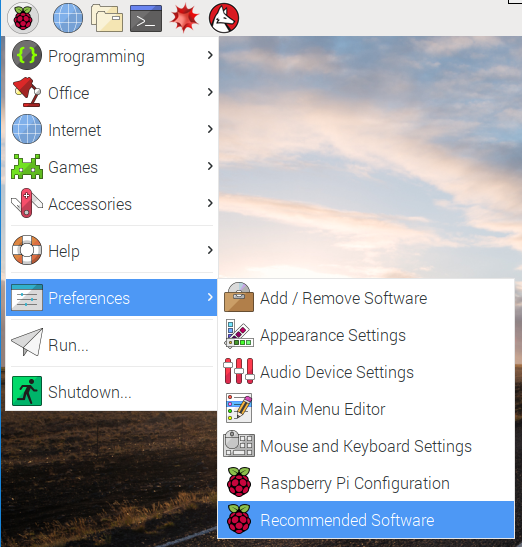 Programming
Office
Internet
Games
Accessories
Help
Preferences
Run...
Shutdown...
Add / Remove Software
Appearance Settings
Audio Device Settings
Main Menu Editor
Mouse and Keyboard Settings
Raspberry Pi Configuration
Recommended Software